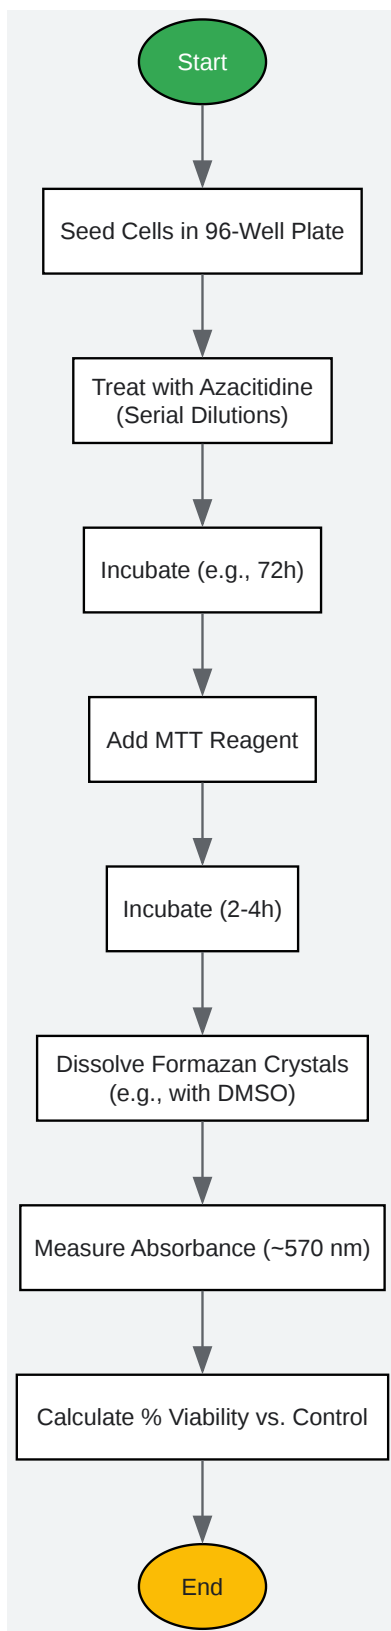 Start
Seed Cells in 96-Well Plate
Treat with Azacitidine
(Serial Dilutions)
Incubate (e.g., 72h)
Add MTT Reagent
Incubate (2-4h)
Dissolve Formazan Crystals
(e.g., with DMSO)
Measure Absorbance (~570 nm)
Calculate % Viability vs. Control
End